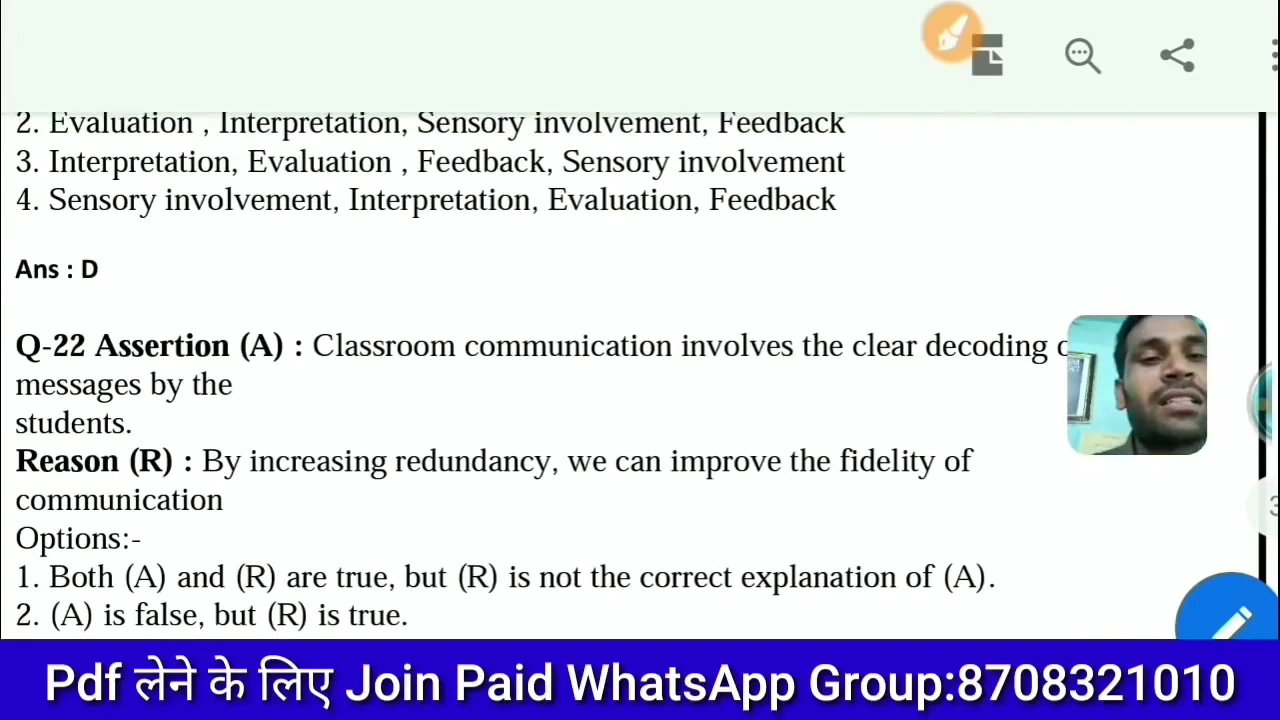 2. Evaluation , Interpretation, Sensory involvement, Feedback
3. Interpretation, Evaluation , Feedback, Sensory involvement
4. Sensory involvement, Interpretation, Evaluation, Feedback
Ans : D
Q-22 Assertion (A) : Classroom communication involves the clear decoding
messages by the
students.
Reason (R) : By increasing redundancy, we can improve the fidelity of
communication
Options:-
1. Both (A) and (R) are true, but (R) is not the correct explanation of (A).
2. (A) is false, but (R) is true.
Pdf लेने के लिए Join Paid WhatsApp Group:8708321010